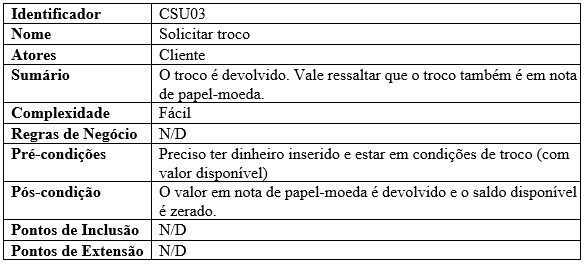 Identificador CSU03
Nome Solicitar troco
Atores Cliente
Sumário O troco é devolvido. Vale ressaltar que o troco também é em nota
de papel-moeda.
Complexidade Fácil
Regras de Negócio N/D
Pré-condições Preciso ter dinheiro inserido e estar em condições de troco (com
valor disponível)
Pós-condição O valor em nota de papel-moeda é devolvido e o saldo disponível
é zerado.
Pontos de Inclusão N/D
Pontos de Extensão N/D